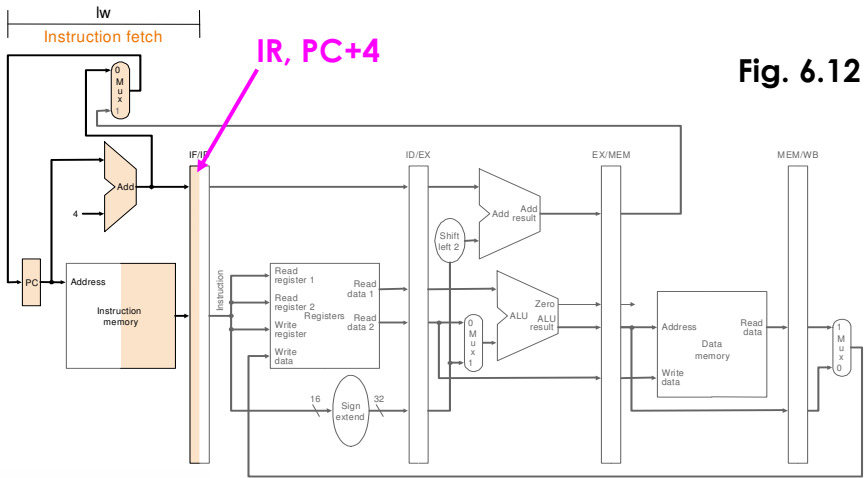 lw
Instruction fetch
IR, PC+4
Fig. 6.12
0
M
u
x
1
IF/ID
ID/EX
EX/MEM
MEM/WB
Add
4
Shift
left 2
Add
Add
result
PC
Address
Instruction
memory
Instruction
Read
register 1
Read
register 2
Registers
Write
register
Write
data
Read
data 1
Read
data 2
0
M
u
x
1
Zero
ALU
ALU
result
Address
Read
data
Data
memory
Write
data
1
M
u
x
0
16
Sign
extend
32